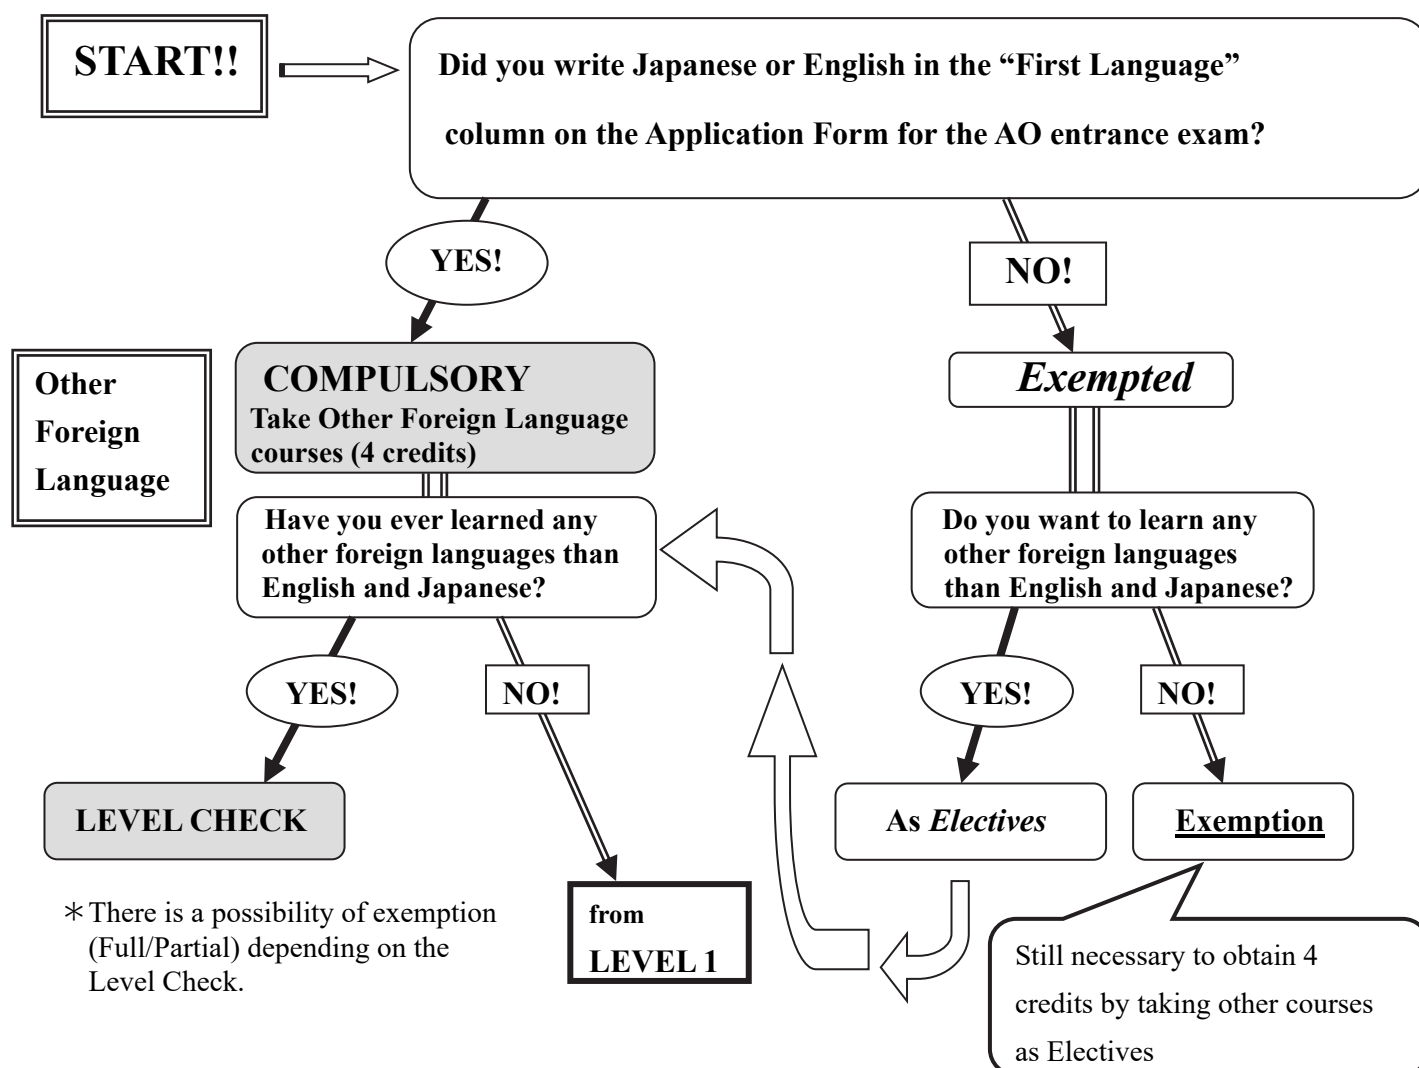 START!!
Did you write Japanese or English in the “First Language”
column on the Application Form for the AO entrance exam?
YES!
NO!
Other
Foreign
Language
COMPULSORY
Take Other Foreign Language
courses (4 credits)
Exempted
Have you ever learned any
other foreign languages than
English and Japanese?
Do you want to learn any
other foreign languages
than English and Japanese?
YES!
NO!
YES!
NO!
LEVEL CHECK
As Electives
Exemption
＊There is a possibility of exemption
(Full/Partial) depending on the
Level Check.
from
LEVEL 1
Still necessary to obtain 4
credits by taking other courses
as Electives